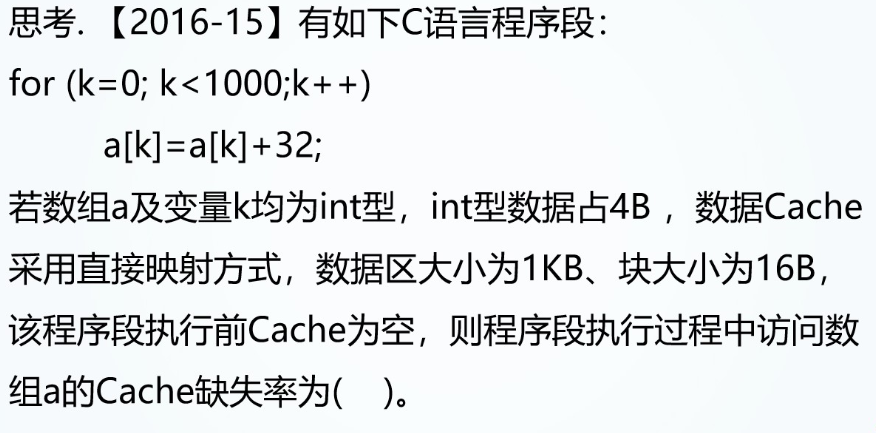 思考.【2016-15】有如下C语言程序段：
for (k=0; k<1000;k++)
a[k]=a[k]+32;
若数组a及变量k均为int型，int型数据占4B ，数据Cache
采用直接映射方式，数据区大小为1KB、块大小为16B，
该程序段执行前Cache为空，则程序段执行过程中访问数
组a的Cache缺失率为( )。